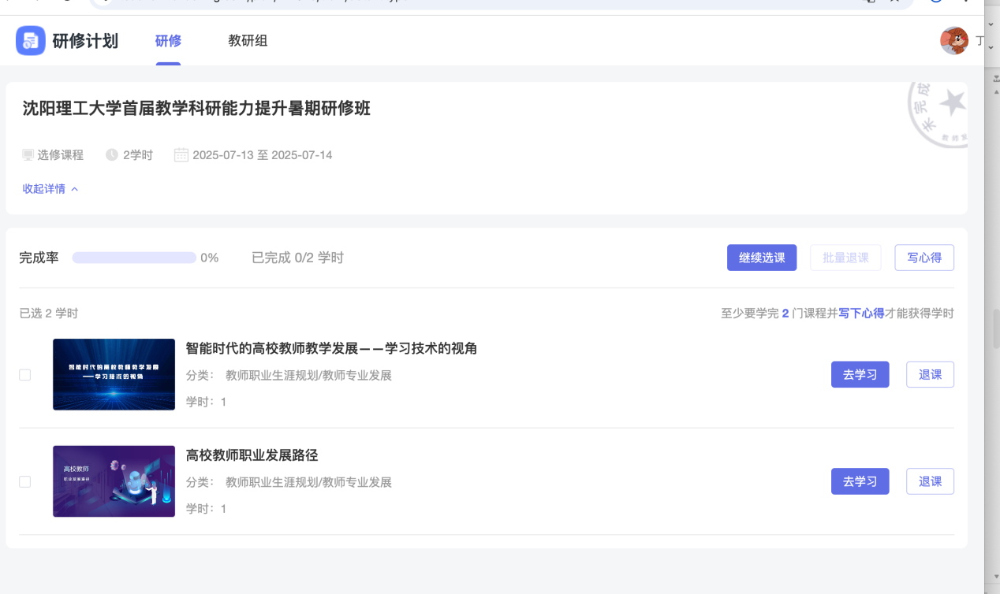 研修计划
研修
教研组
丁
沈阳理工大学首届教学科研能力提升暑期研修班
未完成
教师发
选修课程
2学时
2025-07-13 至 2025-07-14
收起详情
完成率
0%
已完成 0/2 学时
继续选课
批量退课
写心得
已选 2 学时
至少要学完 2 门课程并写下心得才能获得学时
智能时代的高校教师教学发展
——学习技术的视角
智能时代的高校教师教学发展——学习技术的视角
分类： 教师职业生涯规划/教师专业发展
学时：1
去学习
退课
高校教师
职业发展路径
高校教师职业发展路径
分类： 教师职业生涯规划/教师专业发展
学时：1
去学习
退课